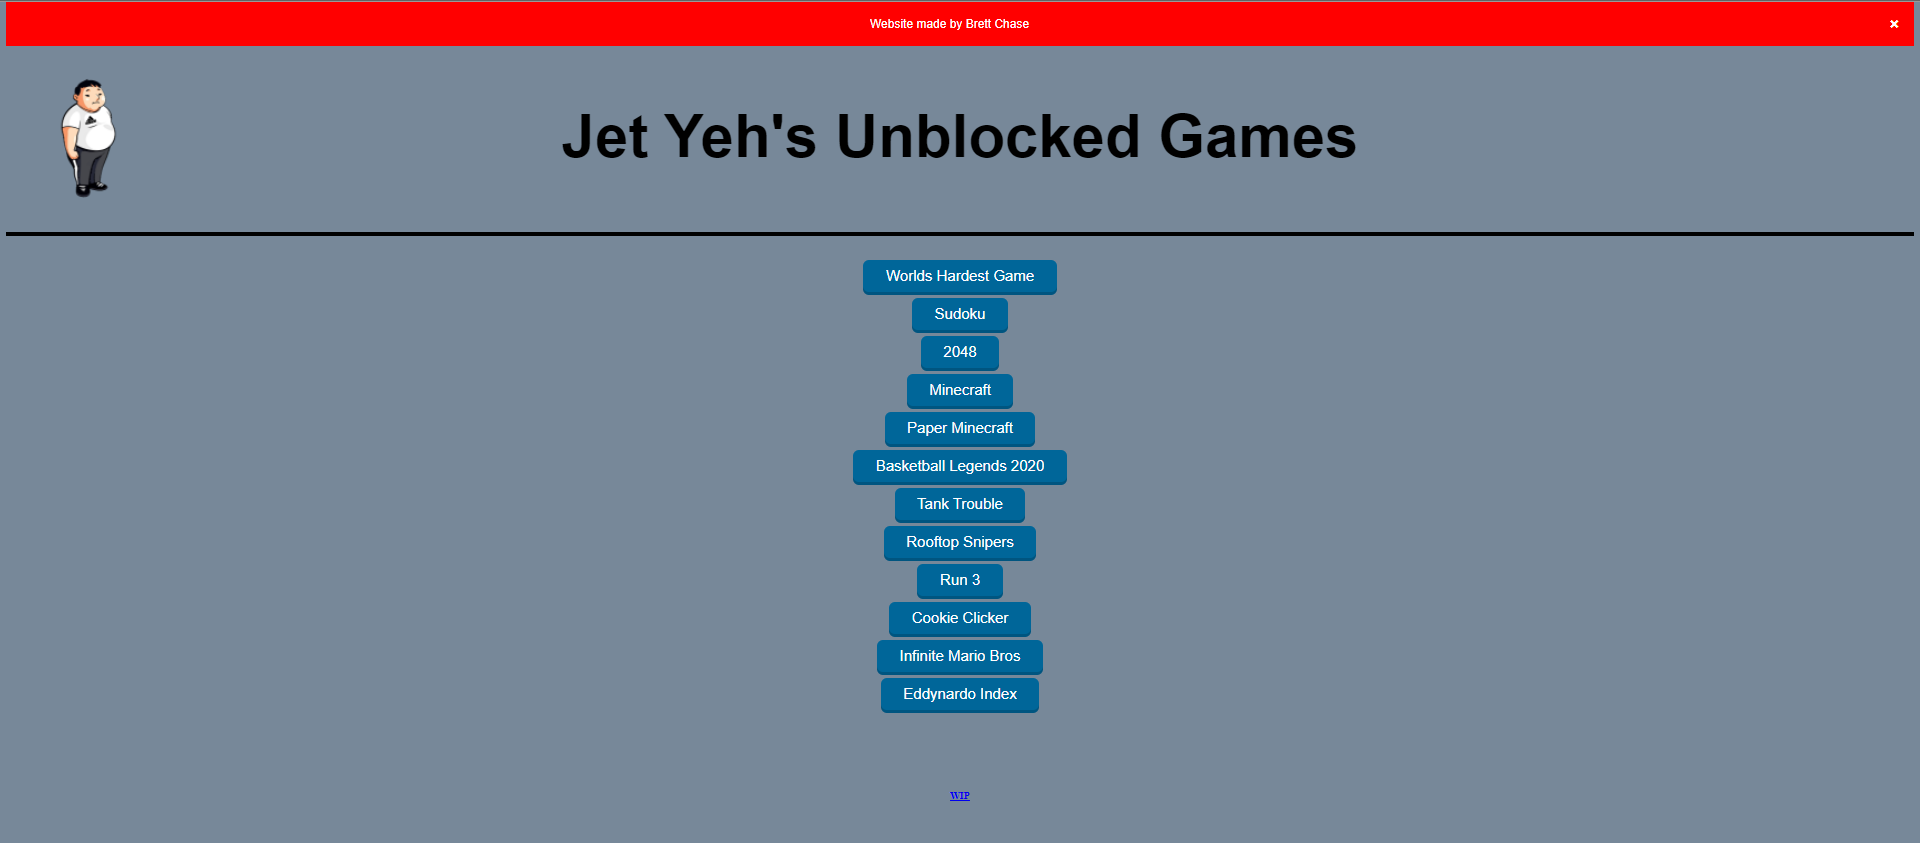 Website made by Brett Chase ×
Jet Yeh's Unblocked Games
Worlds Hardest Game
Sudoku
2048
Minecraft
Paper Minecraft
Basketball Legends 2020
Tank Trouble
Rooftop Snipers
Run 3
Cookie Clicker
Infinite Mario Bros
Eddynardo Index
WIP